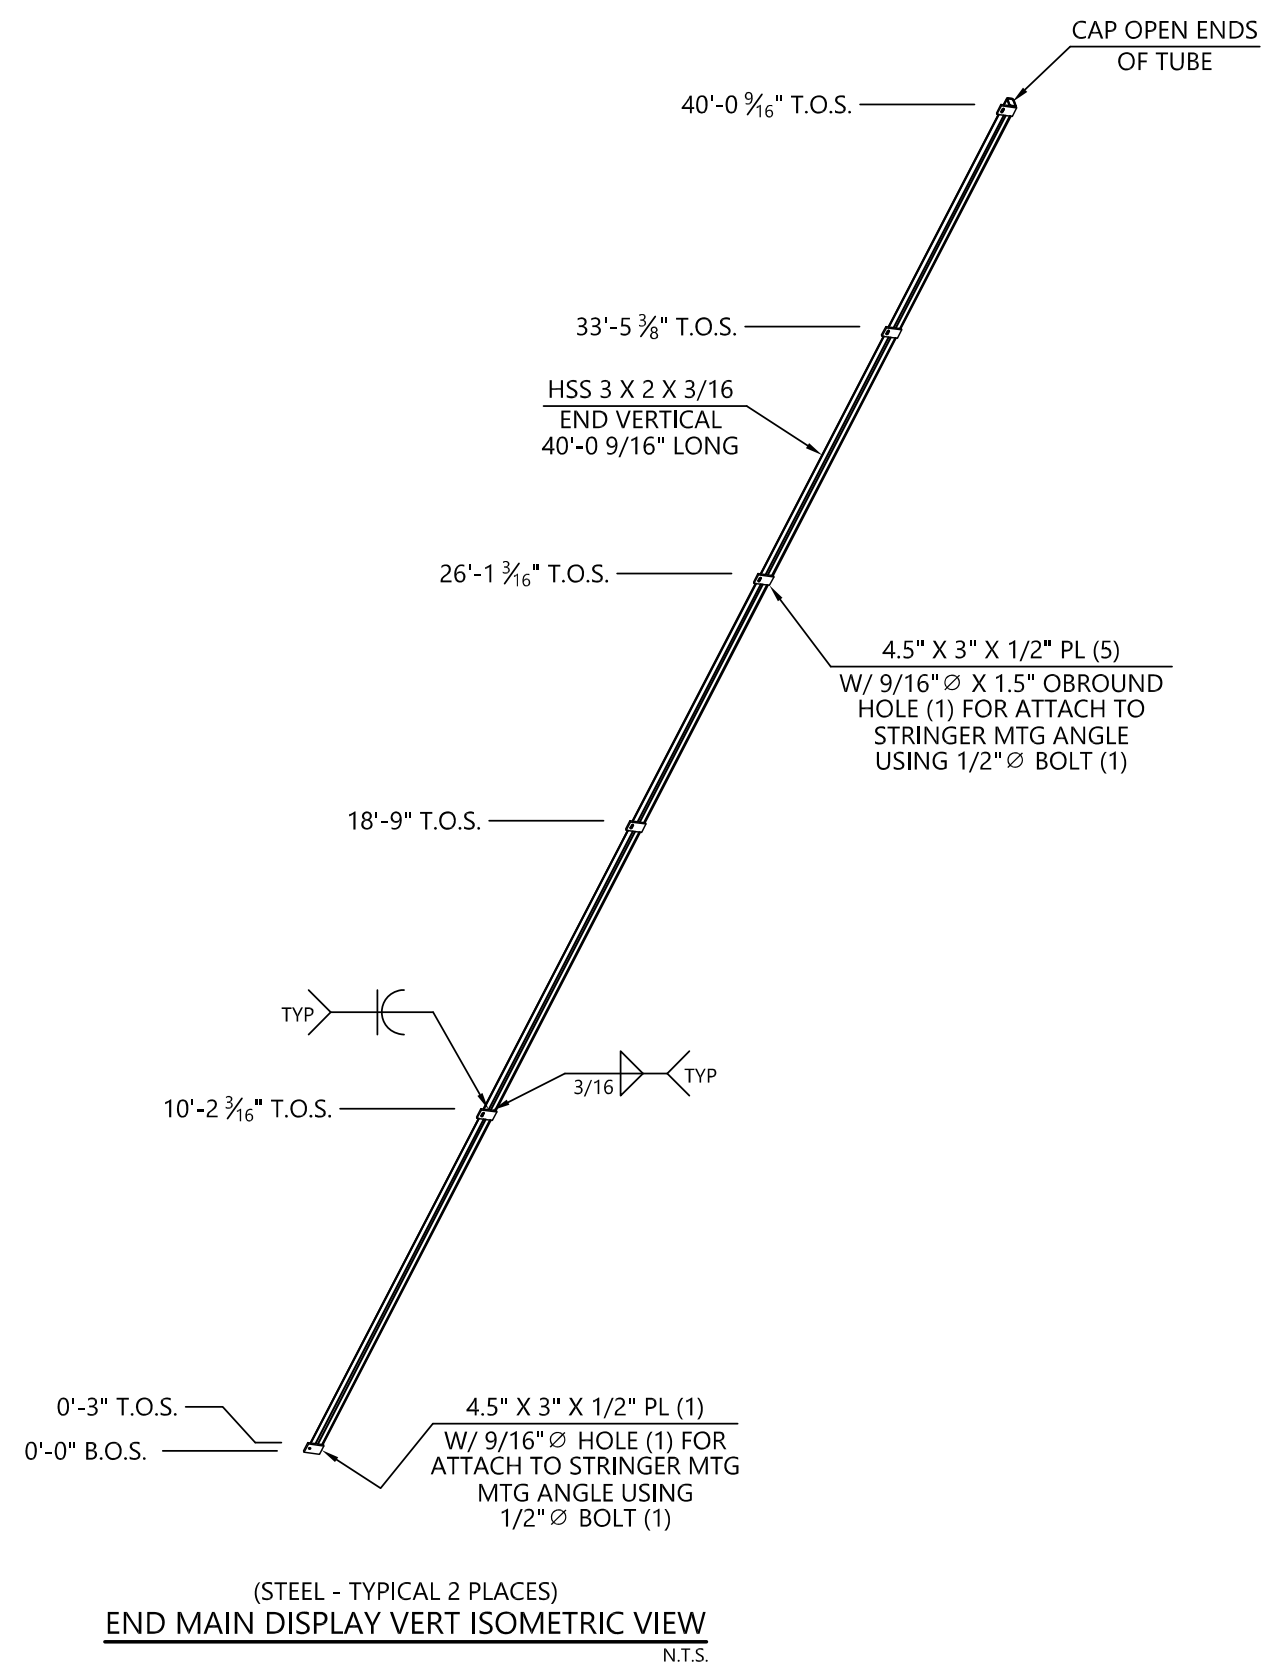 CAP OPEN ENDS
OF TUBE
40'-0 9/16" T.O.S.
33'-5 3/8" T.O.S.
HSS 3 X 2 X 3/16
END VERTICAL
40'-0 9/16" LONG
26'-1 3/16" T.O.S.
4.5" X 3" X 1/2" PL (5)
W/ 9/16"∅ X 1.5" OBROUND
HOLE (1) FOR ATTACH TO
STRINGER MTG ANGLE
USING 1/2"∅ BOLT (1)
18'-9" T.O.S.
TYP
3/16
TYP
10'-2 3/16" T.O.S.
0'-3" T.O.S.
0'-0" B.O.S.
4.5" X 3" X 1/2" PL (1)
W/ 9/16"∅ HOLE (1) FOR
ATTACH TO STRINGER MTG
MTG ANGLE USING
1/2"∅ BOLT (1)
(STEEL - TYPICAL 2 PLACES)
END MAIN DISPLAY VERT ISOMETRIC VIEW
N.T.S.